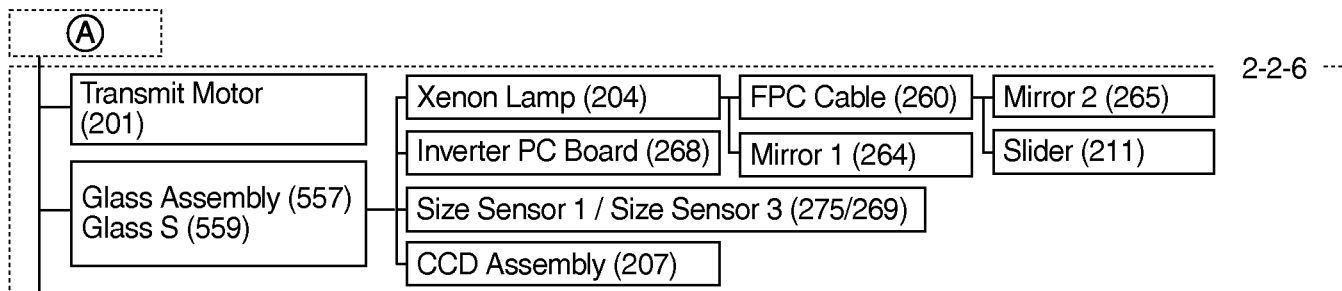 A
2-2-6
Transmit Motor
(201)
Xenon Lamp (204)
FPC Cable (260)
Mirror 2 (265)
Inverter PC Board (268)
Mirror 1 (264)
Slider (211)
Glass Assembly (557)
Glass S (559)
Size Sensor 1 / Size Sensor 3 (275/269)
CCD Assembly (207)